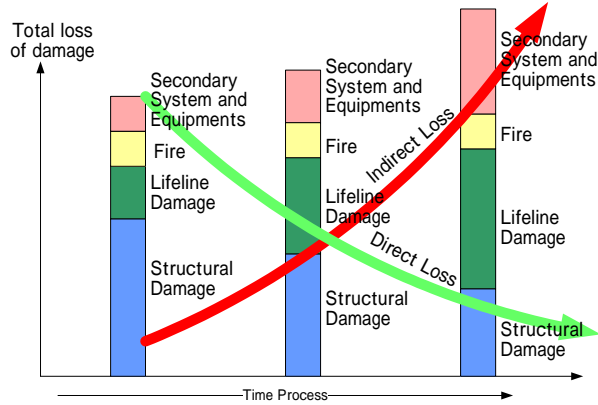 Total loss
of damage
Secondary
System and
Equipments
Fire
Lifeline
Damage
Structural
Damage
Secondary
System and
Equipments
Fire
Lifeline
Damage
Structural
Damage
Secondary
System and
Equipments
Fire
Lifeline
Damage
Structural
Damage
Indirect Loss
Direct Loss
Time Process